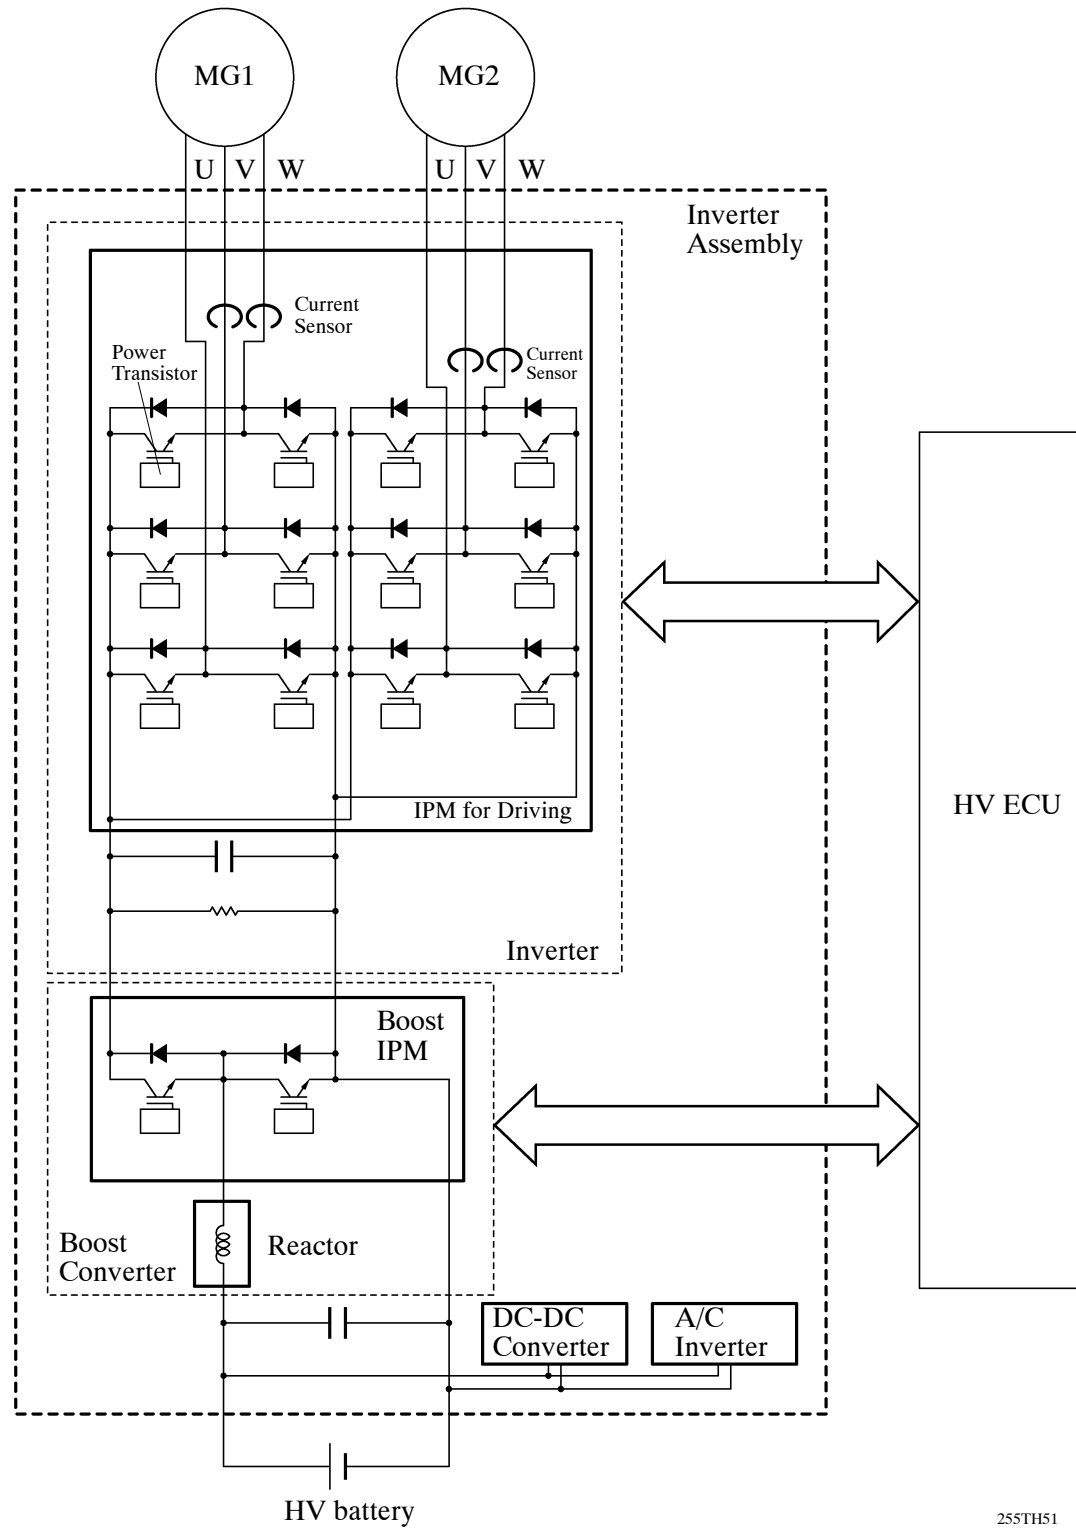 MG1
MG2
U V W
U V W
Inverter
Assembly
Current
Sensor
Power
Transistor
Current
Sensor
IPM for Driving
HV ECU
Inverter
Boost
IPM
Boost
Converter
Reactor
DC-DC
Converter
A/C
Inverter
HV battery
255TH51